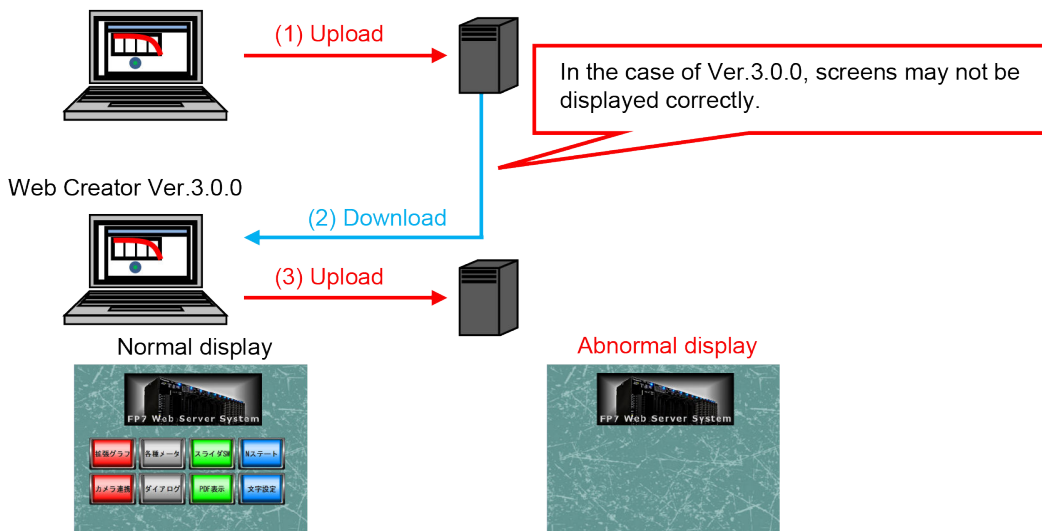 (1) Upload
In the case of Ver.3.0.0, screens may not be
displayed correctly.
Web Creator Ver.3.0.0
(2) Download
(3) Upload
Normal display
Abnormal display
FP7 Web Server System
FP7 Web Server System
拡張グラフ 各種メータ スライダSW Nステート
カメラ連携 ダイアログ PDF表示 文字設定